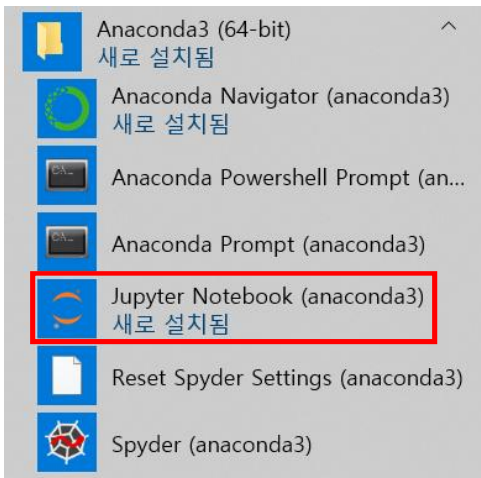 Anaconda3 (64-bit)
새로 설치됨
Anaconda Navigator (anaconda3)
새로 설치됨
Anaconda Powershell Prompt (an...
Anaconda Prompt (anaconda3)
Jupyter Notebook (anaconda3)
새로 설치됨
Reset Spyder Settings (anaconda3)
Spyder (anaconda3)